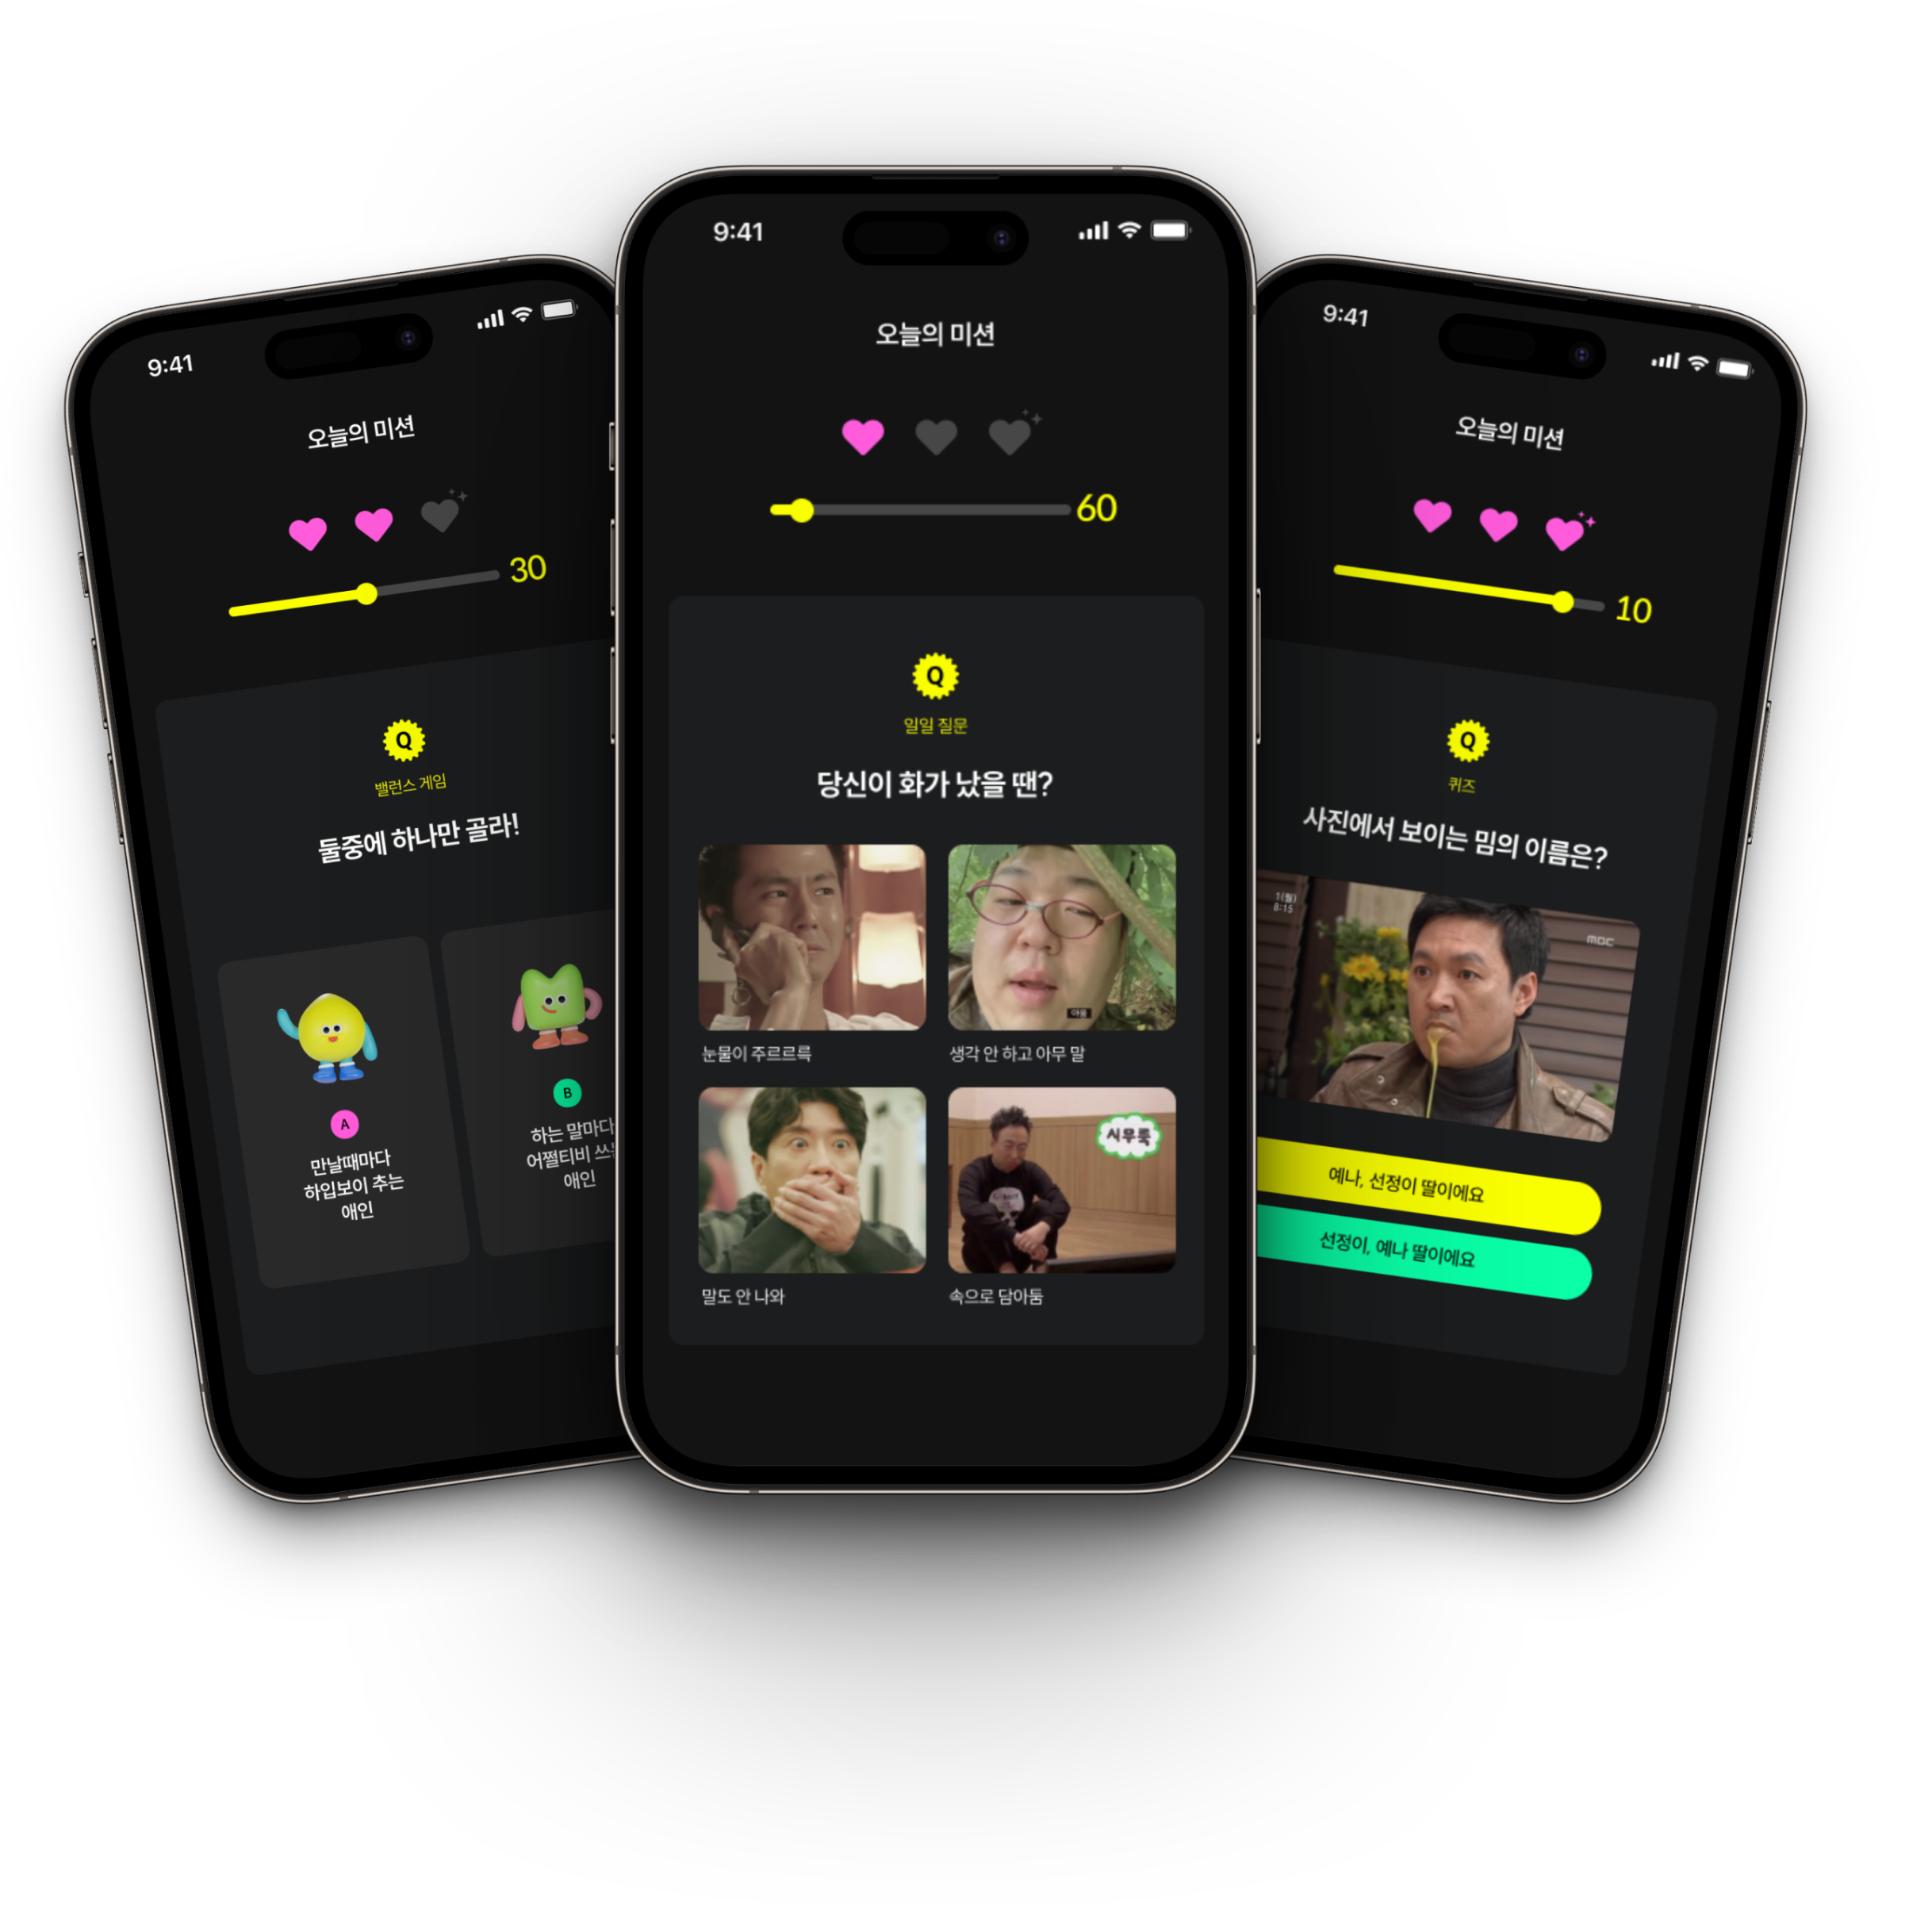 9:41
오늘의 미션
30
Q
밸런스 게임
둘중에 하나만 골라!
A
만날때마다
하입보이 추는
애인
B
하는 말마다
어쩔티비
애인
9:41
오늘의 미션
60
Q
일일 질문
당신이 화가 났을 땐?
눈물이 주르르륵
생각 안 하고 아무 말
시무룩
말도 안 나와
속으로 담아둠
9:41
오늘의 미션
10
Q
퀴즈
사진에서 보이는 밈의 이름은?
1(월)
8:15
mbc
예나, 선정이 딸이에요
선정이, 예나 딸이에요